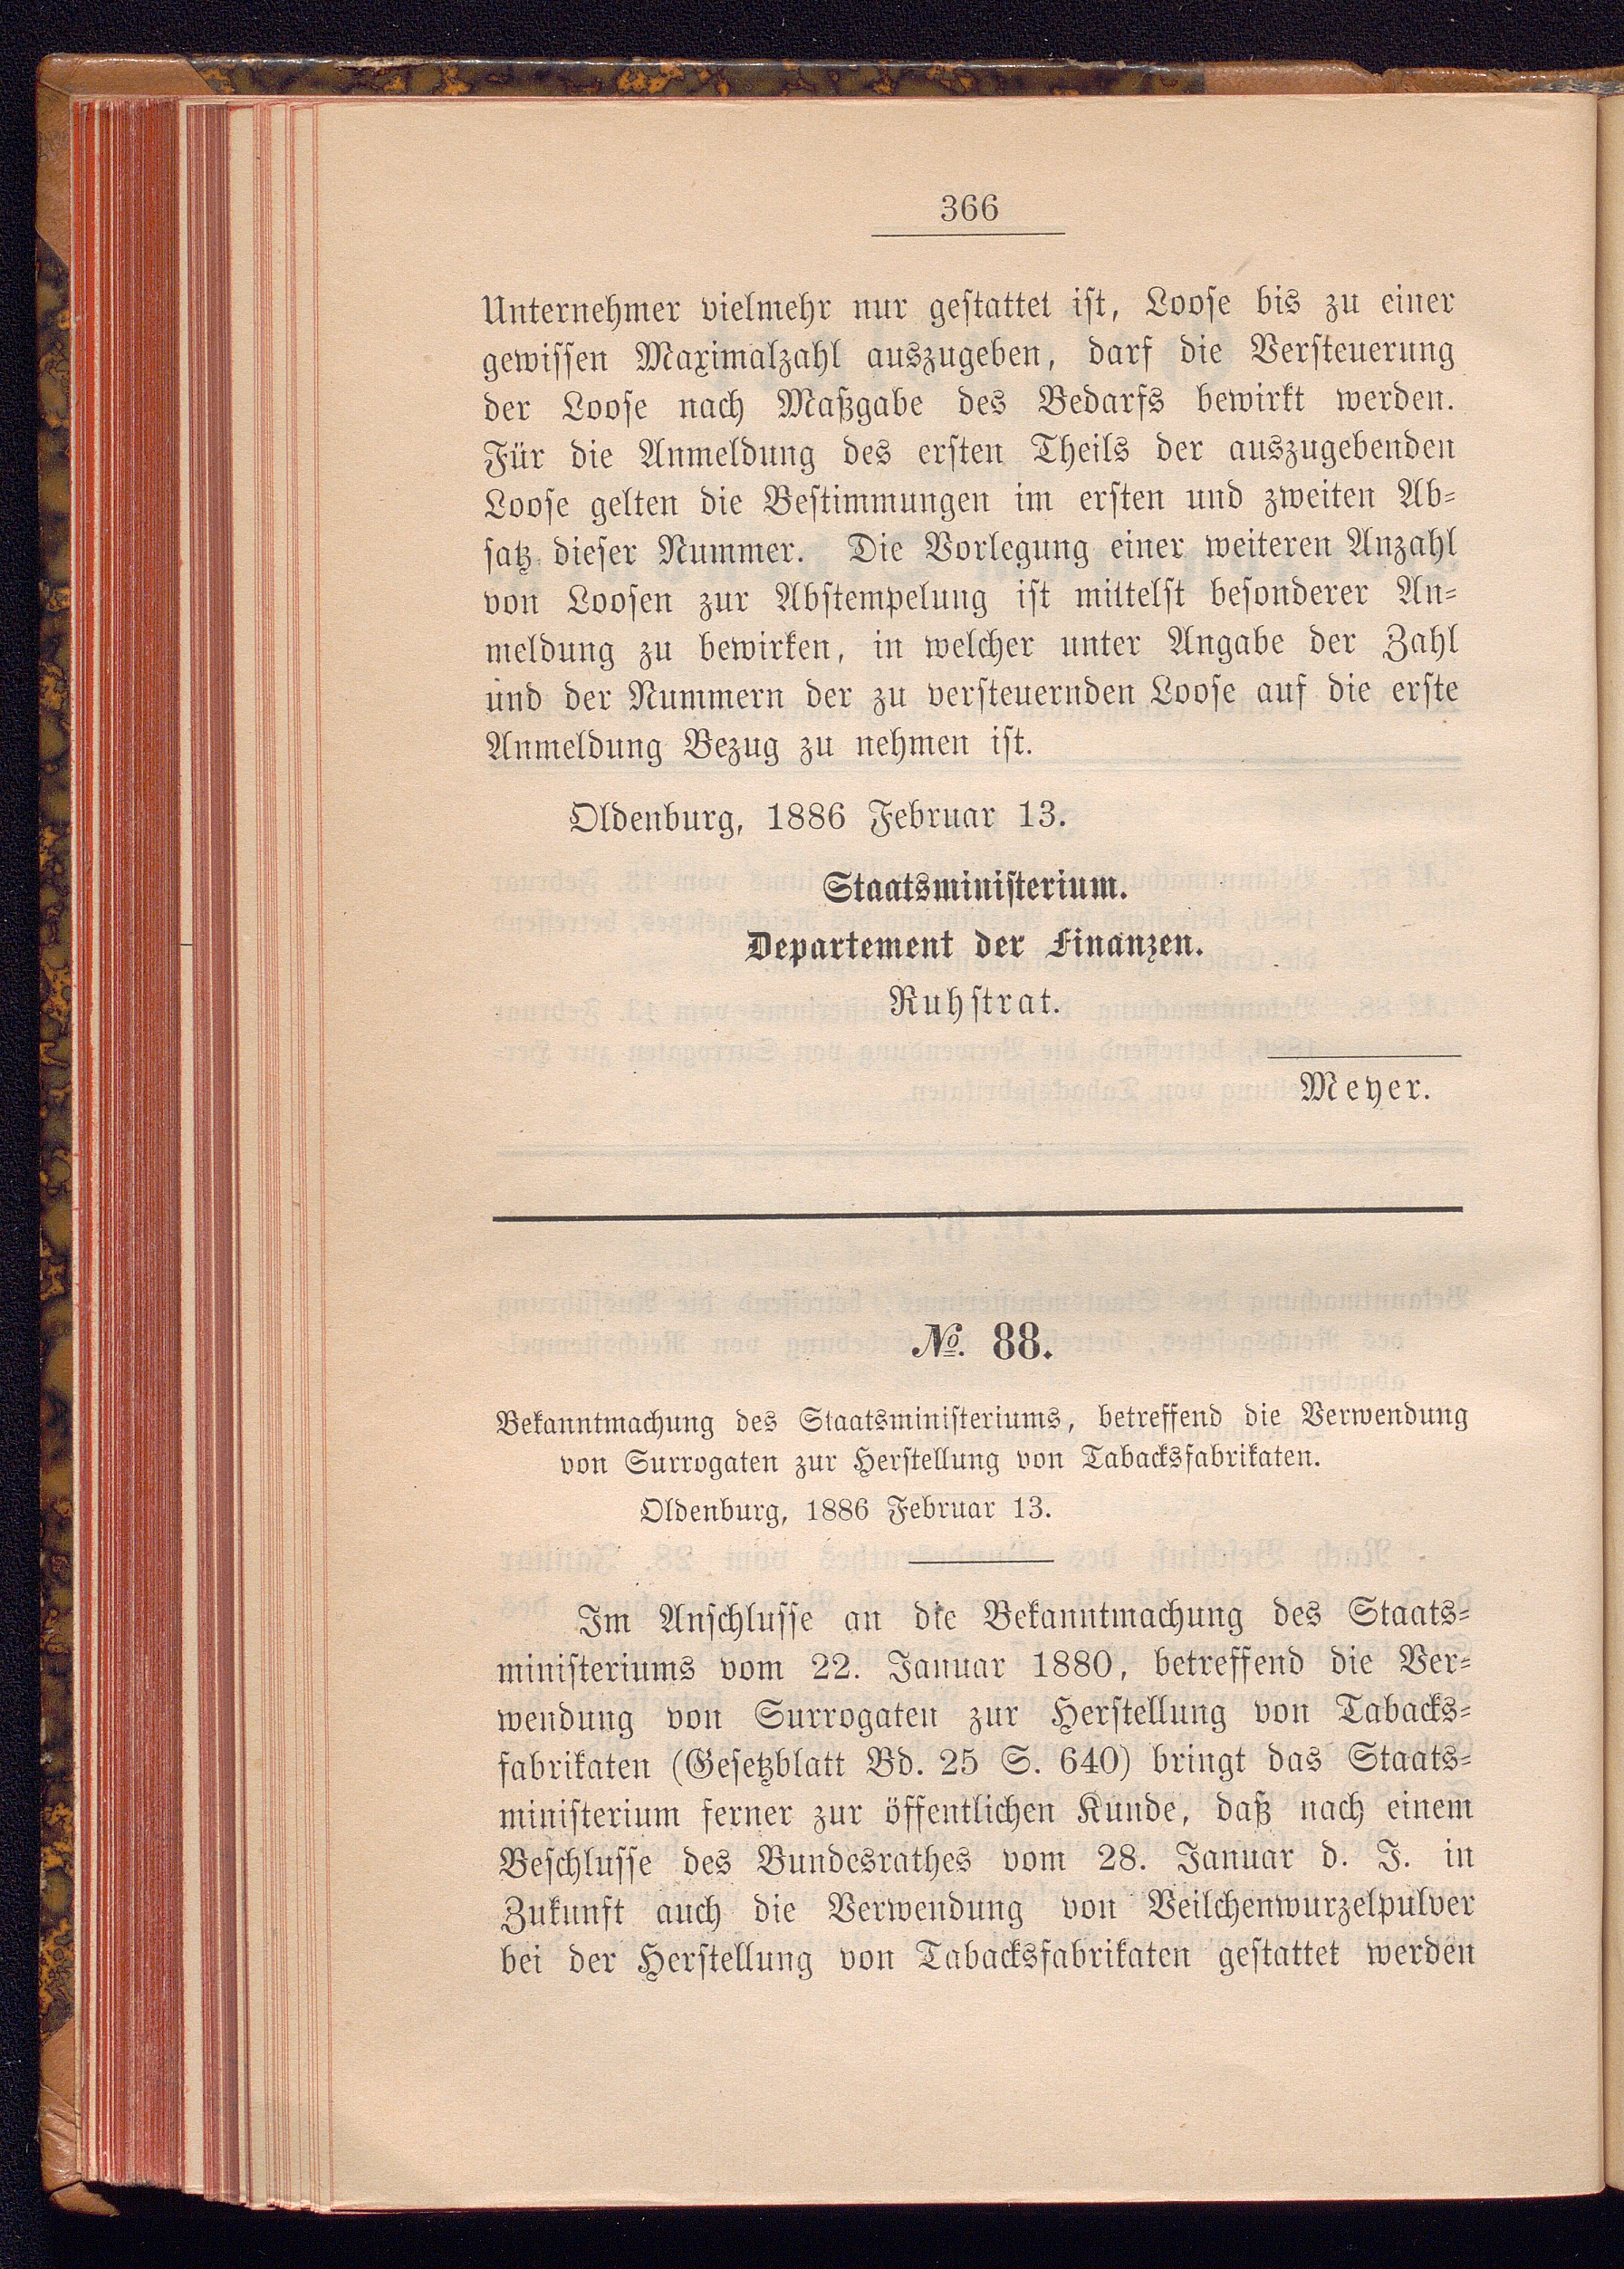 366
Unternehmer vielmehr nur gestattet ist, Loose bis zu einer
gewissen Maximalzahl auszugeben, darf die Versteuerung
der Loose nach Maßgabe des Bedarfs bewirkt werden.
Für die Anmeldung des ersten Theils der auszugebenden
Loose gelten die Bestimmungen im ersten und zweiten Ab-
satz dieser Nummer. Die Vorlegung einer weiteren Anzahl
von Loosen zur Abstempelung ist mittelst besonderer An-
meldung zu bewirken, in welcher unter Angabe der Zahl
und der Nummern der zu versteuernden Loose auf die erste
Anmeldung Bezug zu nehmen ist.
Oldenburg, 1886 Februar 13.
Staatsministerium.
Departement der Finanzen.
Ruhstrat.
Meyer.
№. 88.
Bekanntmachung des Staatsministeriums, betreffend die Verwendung
von Surrogaten zur Herstellung von Tabacksfabrikaten.
Oldenburg, 1886 Februar 13.
Im Anschlusse an die Bekanntmachung des Staats-
ministeriums vom 22. Januar 1880, betreffend die Ver-
wendung von Surrogaten zur Herstellung von Tabacks-
fabrikaten (Gesetzblatt Bd. 25 S. 640) bringt das Staats-
ministerium ferner zur öffentlichen Kunde, daß nach einem
Beschlusse des Bundesrathes vom 28. Januar d. J. in
Zukunft auch die Verwendung von Veilchenwurzelpulver
bei der Herstellung von Tabacksfabrikaten gestattet werden